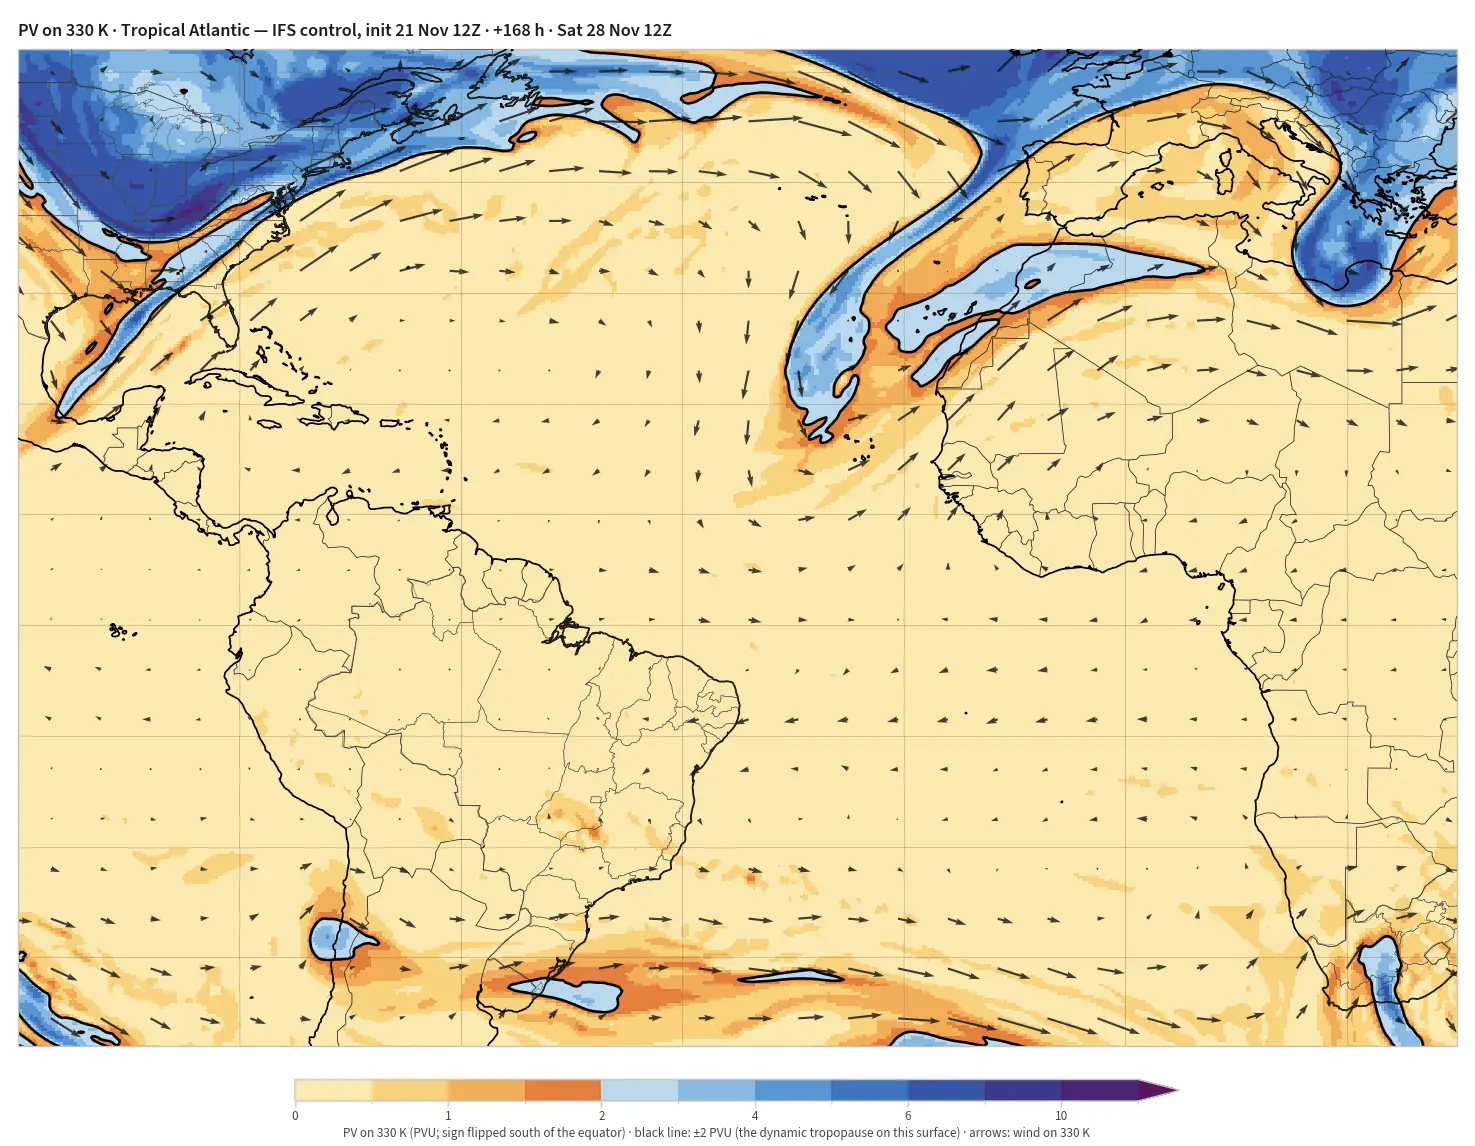 PV on 330 K · Tropical Atlantic — IFS control, init 21 Nov 12Z · +168 h · Sat 28 Nov 12Z
0 1 2 4 6 8 10
PV on 330 K (PVU; sign flipped south of the equator) · black line: ±2 PVU (the dynamic tropopause on this surface) · arrows: wind on 330 K